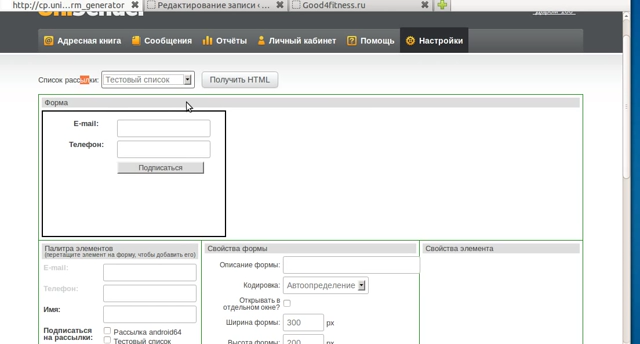 http://cp.uni...rm_generator Редактирование записи ‹ ... Good4fitness.ru
UniSender
Адресная книга Сообщения Отчёты Личный кабинет Помощь Настройки
Список рассылки: Тестовый список Получить HTML
Форма
E-mail:
Телефон:
Подписаться
Палитра элементов Свойства формы Свойства элемента
(перетащите элемент на форму, чтобы добавить его)
E-mail: Описание формы:
Телефон: Кодировка: Автоопределение
Имя: Открывать в отдельном окне?
Ширина формы: 300 px
Подписаться на рассылки: Рассылка android64
Тестовый список
Высота формы: 200 px